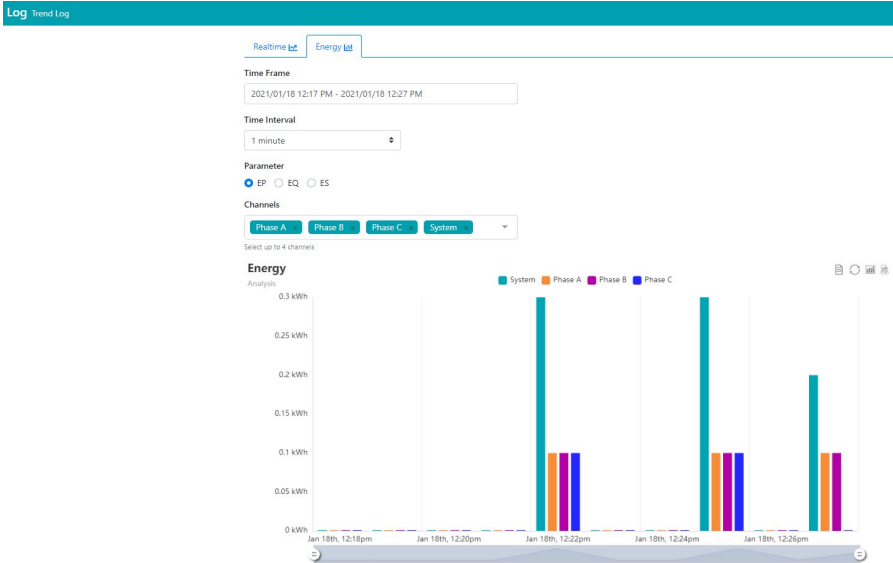 Log Trend Log
Realtime Energy
Time Frame
2021/01/18 12:17 PM - 2021/01/18 12:27 PM
Time Interval
1 minute
Parameter
EP EQ ES
Channels
Phase A × Phase B × Phase C × System ×
Select up to 4 channels
Energy
Analysis
System Phase A Phase B Phase C
0.3 kWh
0.25 kWh
0.2 kWh
0.15 kWh
0.1 kWh
0.05 kWh
0 kWh
Jan 18th, 12:18pm Jan 18th, 12:20pm Jan 18th, 12:22pm Jan 18th, 12:24pm Jan 18th, 12:26pm